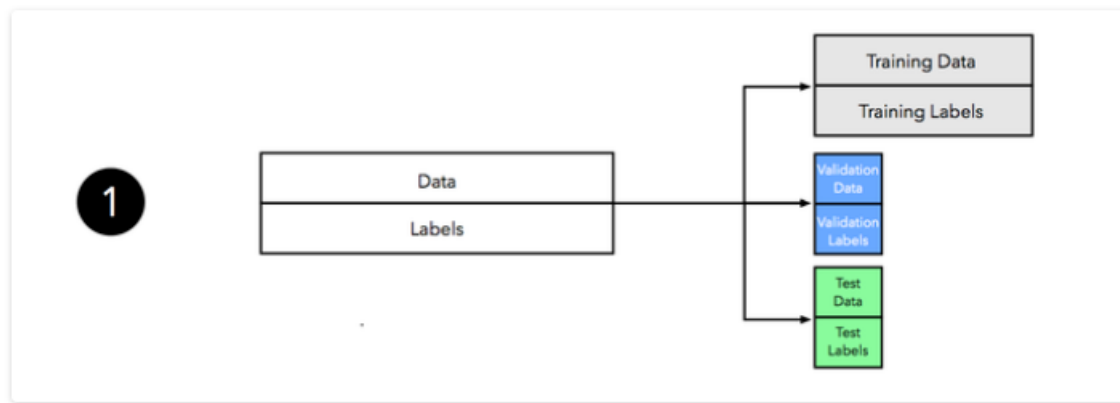 1
Data
Labels
Training Data
Training Labels
Validation
Data
Validation
Labels
Test
Data
Test
Labels